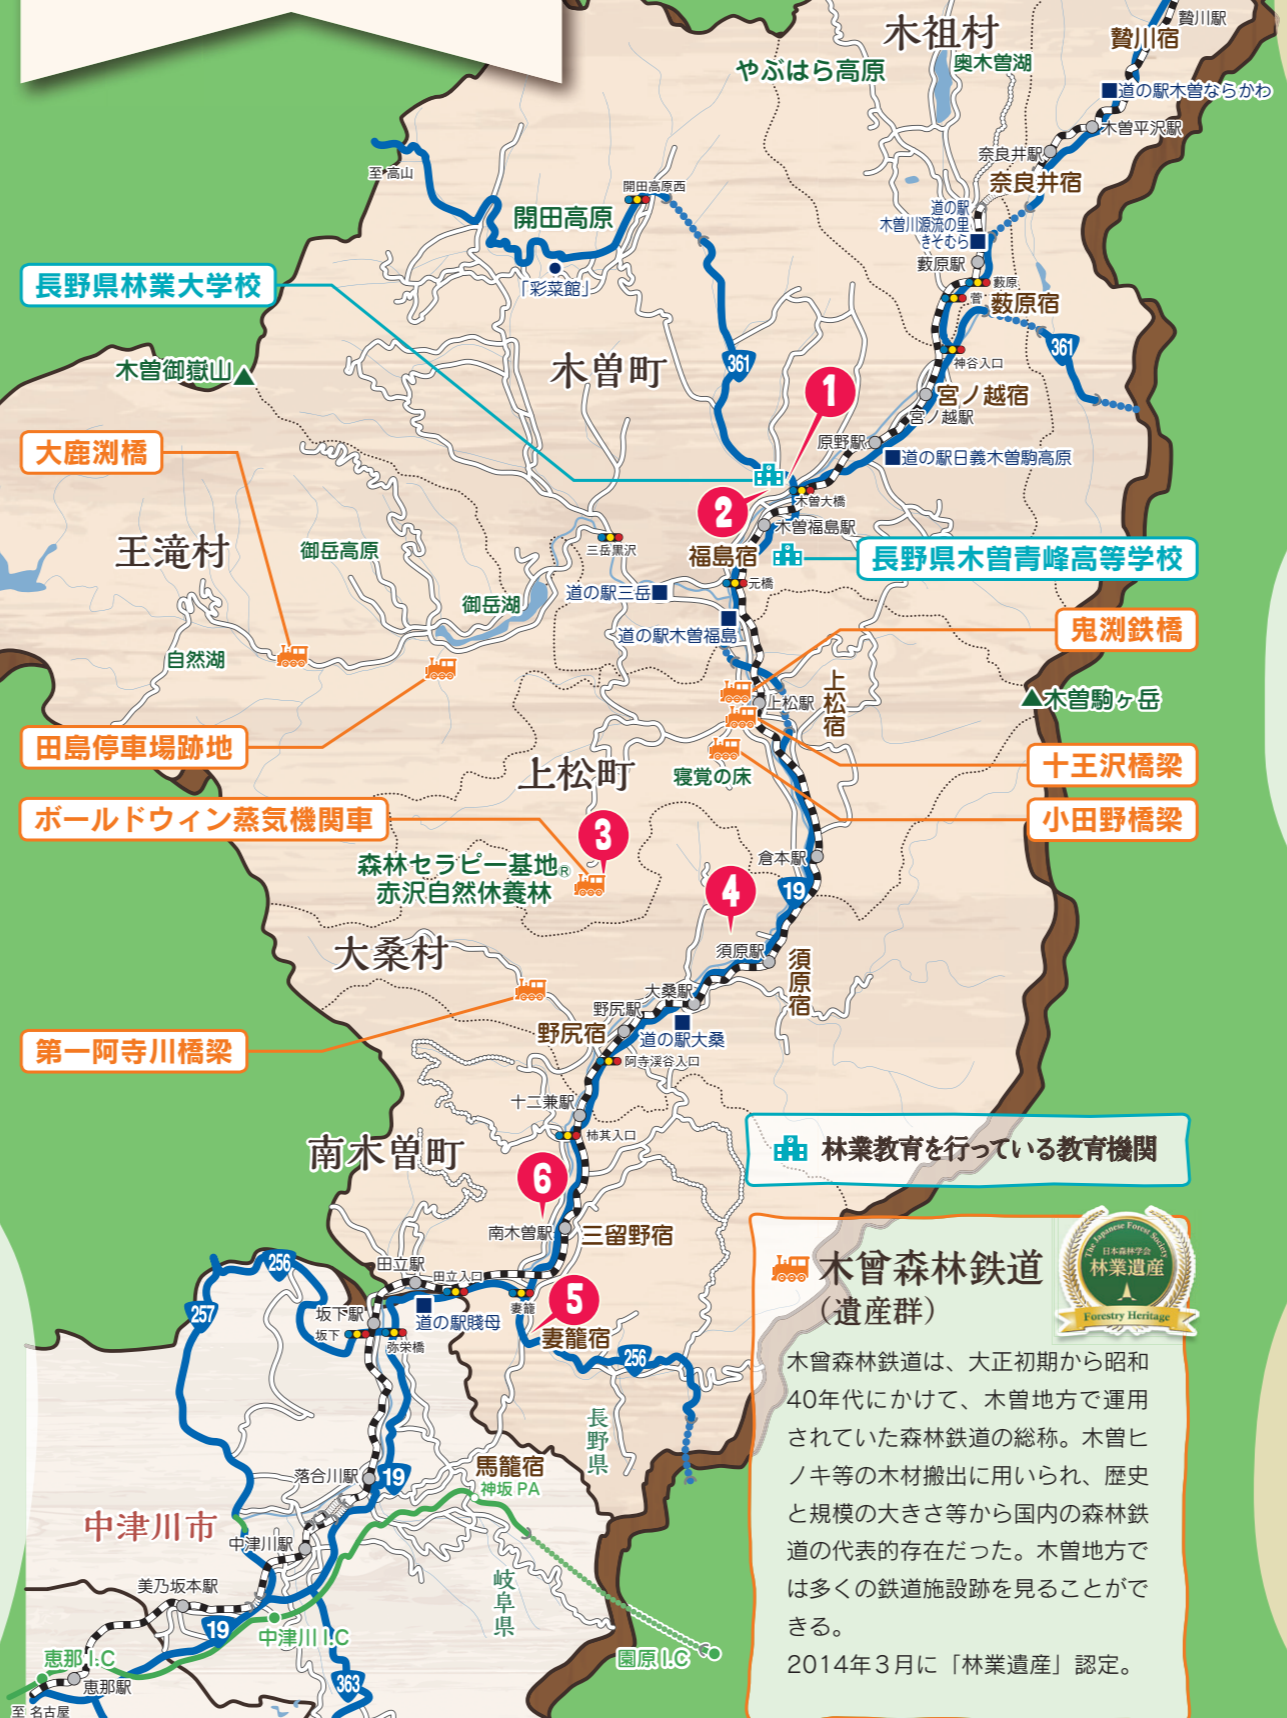 木祖村
贄川駅
贄川宿
やぶはら高原
奥木曽湖
道の駅木曽ならかわ
木曽平沢駅
奈良井駅
至 高山
開田高原西
奈良井宿
道の駅
木曽川源流の里
きそむら
開田高原
藪原駅
「彩菜館」
長野県林業大学校
藪原
菅
藪原宿
361
361
神谷入口
木曽町
木曽御嶽山
1
宮ノ越宿
宮ノ越駅
原野駅
大鹿渕橋
道の駅日義木曽駒高原
木曽大橋
2
木曽福島駅
王滝村
御岳高原
三岳黒沢
福島宿
長野県木曽青峰高等学校
元橋
道の駅三岳
御岳湖
道の駅木曽福島
鬼渕鉄橋
自然湖
上松駅
上松宿
木曽駒ヶ岳
田島停車場跡地
十王沢橋梁
上松町
寝覚の床
ボールドウィン蒸気機関車
小田野橋梁
3
倉本駅
森林セラピー基地®
赤沢自然休養林
4
19
大桑村
須原駅
須原宿
大桑駅
野尻駅
野尻宿
道の駅大桑
第一阿寺川橋梁
阿寺渓谷入口
十二兼駅
柿其入口
南木曽町
林業教育を行っている教育機関
6
南木曽駅
三留野宿
256
田立駅
田立入口
257
坂下駅
坂下
道の駅賤母
弥栄橋
妻籠
5
妻籠宿
256
木曾森林鉄道
(遺産群)
The Japanese Forest Society
日本森林学会
林業遺産
Forestry Heritage
木曾森林鉄道は、大正初期から昭和
40年代にかけて、木曽地方で運用
されていた森林鉄道の総称。木曽ヒ
ノキ等の木材搬出に用いられ、歴史
と規模の大きさ等から国内の森林鉄
道の代表的存在だった。木曽地方で
は多くの鉄道施設跡を見ることがで
きる。
2014年３月に「林業遺産」認定。
長野県
馬籠宿
神坂 PA
落合川駅
19
中津川市
中津川駅
岐阜県
美乃坂本駅
19
中津川 I.C
園原 I.C
恵那 I.C
恵那駅
363
至 名古屋